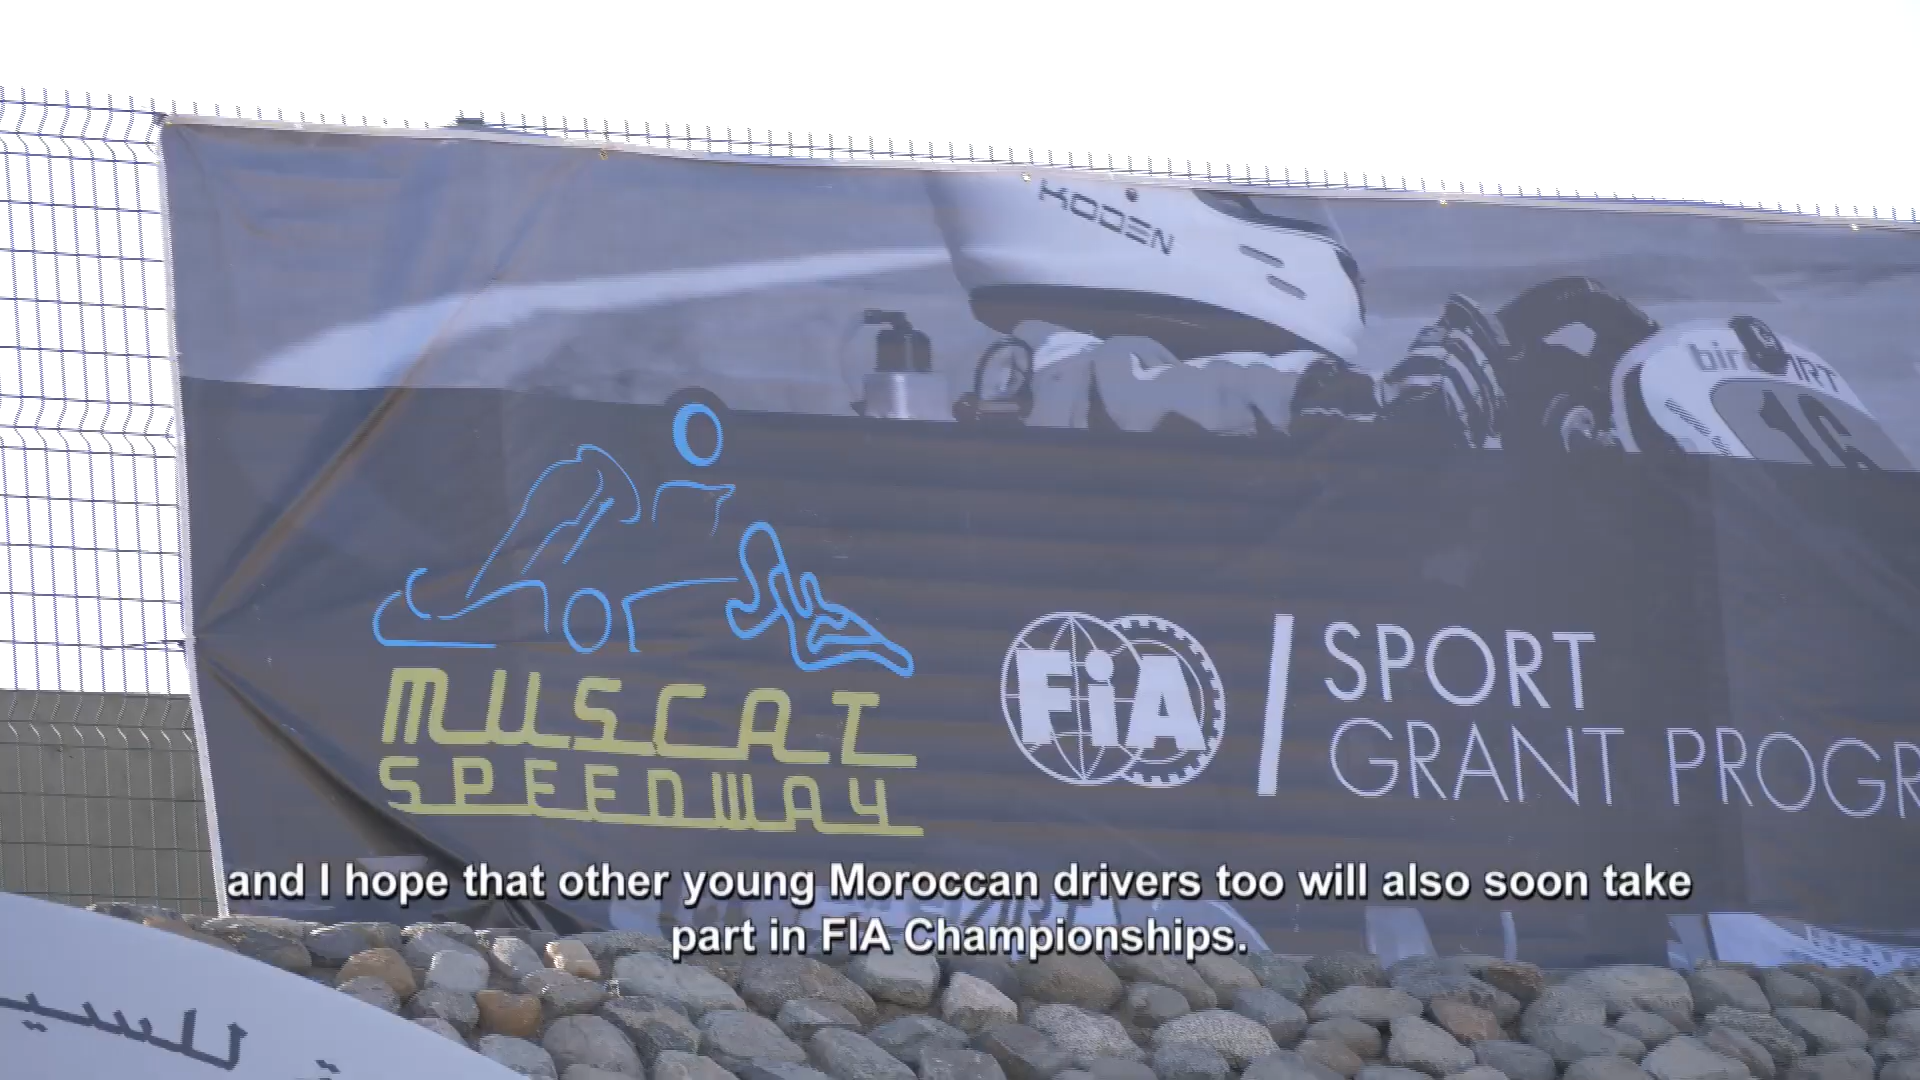 KODEN
MUSCAT
SPEEDWAY
FiA
SPORT
GRANT PROGR
16
and I hope that other young Moroccan drivers too will also soon take
part in FIA Championships.